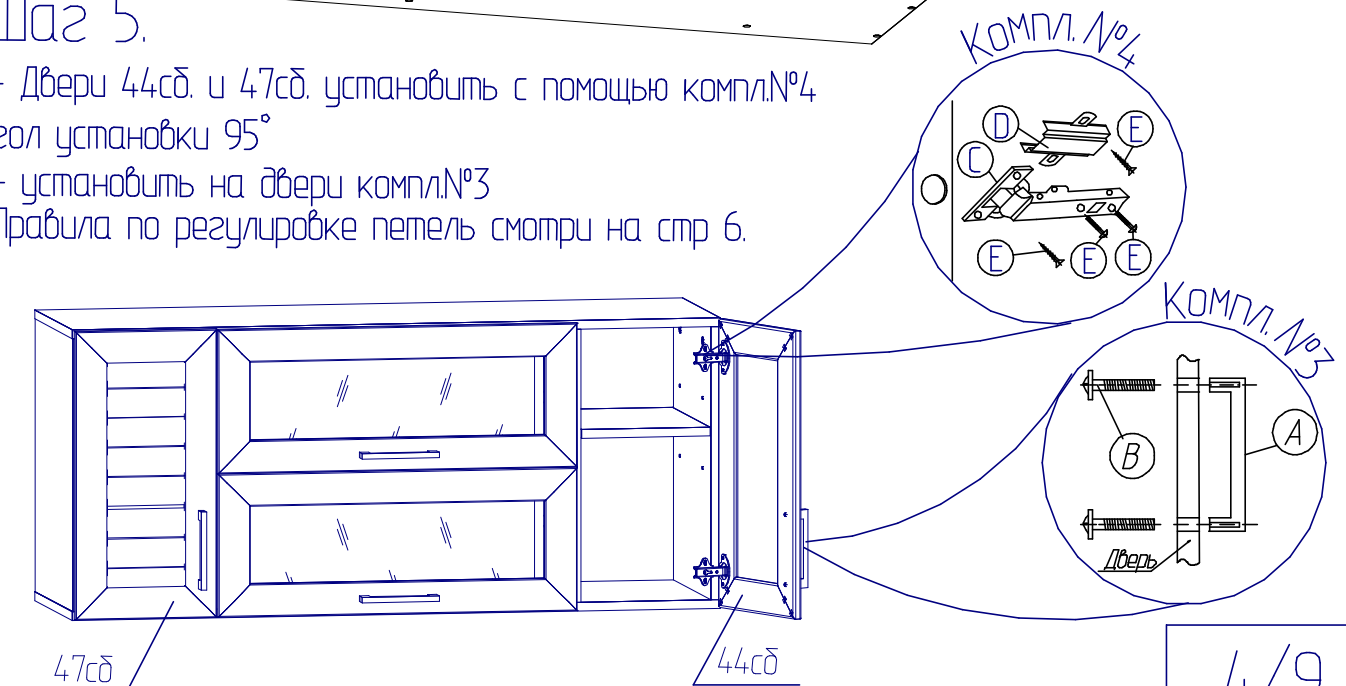 Шаг 5.
- Двери 44сб. и 47сб. установить с помощью компл.№4
гол установки 95°
- установить на двери компл.№3
Правила по регулировке петель смотри на стр 6.
Компл. №4
D
E
C
E
E
E
Компл. №3
A
B
Дверь
47сб
44сб
4/9